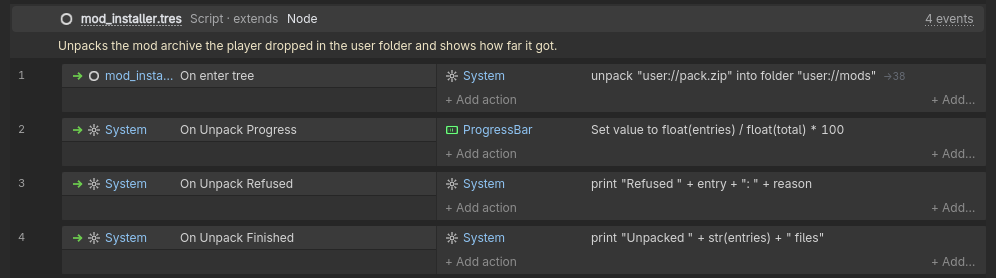 mod_installer.tres Script · extends Node 4 events
Unpacks the mod archive the player dropped in the user folder and shows how far it got.
1 mod_insta... On enter tree System unpack "user://pack.zip" into folder "user://mods" →38
+ Add action + Add...
2 System On Unpack Progress ProgressBar Set value to float(entries) / float(total) * 100
+ Add action + Add...
3 System On Unpack Refused System print "Refused " + entry + ": " + reason
+ Add action + Add...
4 System On Unpack Finished System print "Unpacked " + str(entries) + " files"
+ Add action + Add...